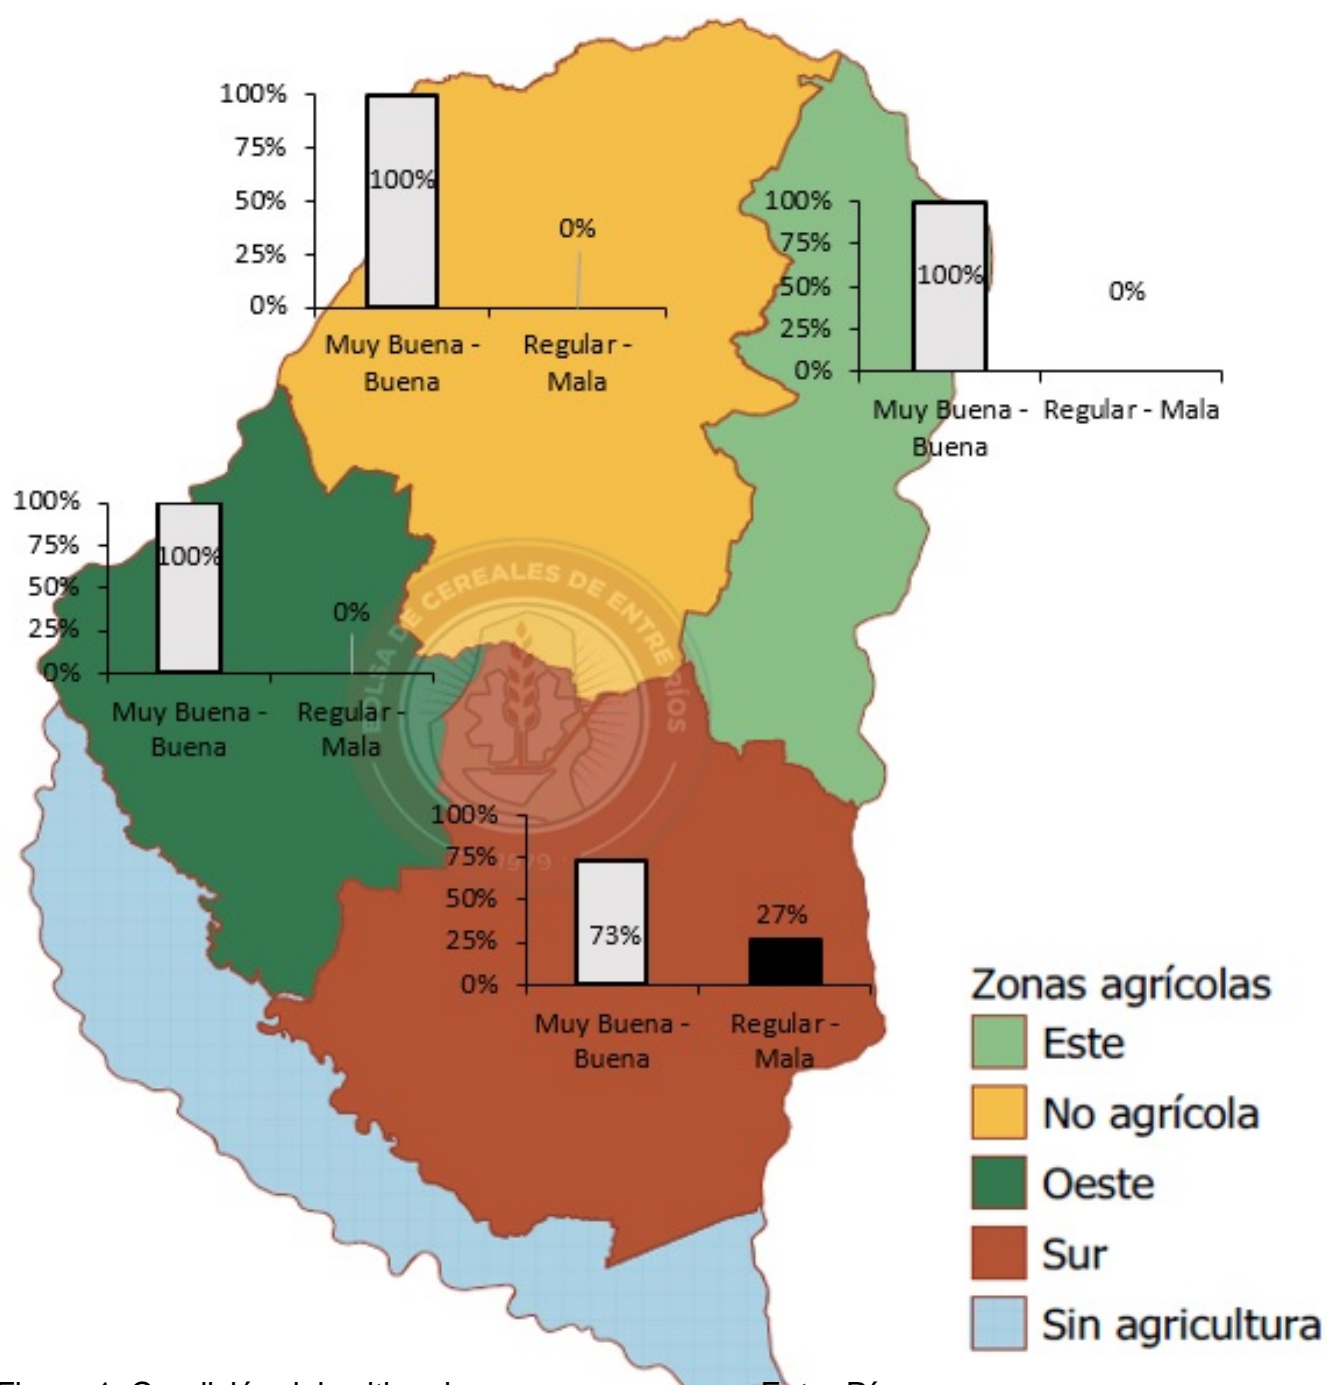 100%
75%
50%
25%
0%
100%
0%
Muy Buena -
Buena
Regular -
Mala
100%
75%
50%
25%
0%
100%
0%
Muy Buena -
Buena
Regular - Mala
100%
75%
50%
25%
0%
100%
0%
Muy Buena -
Buena
Regular -
Mala
BOLSA DE CEREALES DE ENTRE RÍOS
1979
100%
75%
50%
25%
0%
73%
27%
Muy Buena -
Buena
Regular -
Mala
Zonas agrícolas
Este
No agrícola
Oeste
Sur
Sin agricultura